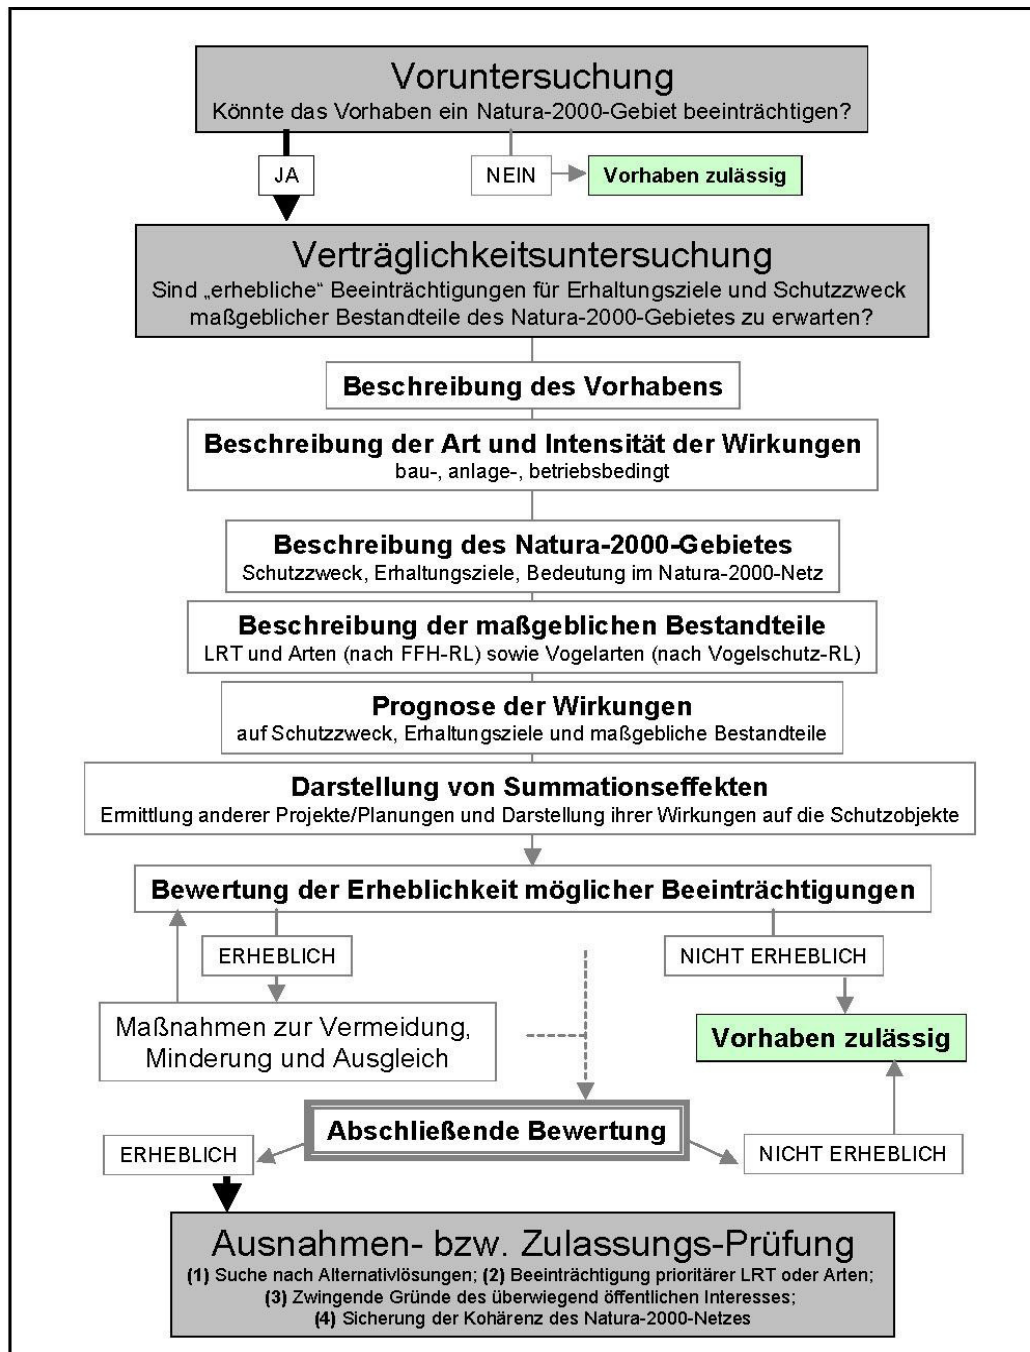 Voruntersuchung
Könnte das Vorhaben ein Natura-2000-Gebiet beeinträchtigen?
JA
NEIN
Vorhaben zulässig
Verträglichkeitsuntersuchung
Sind „erhebliche“ Beeinträchtigungen für Erhaltungsziele und Schutzzweck
maßgeblicher Bestandteile des Natura-2000-Gebietes zu erwarten?
Beschreibung des Vorhabens
Beschreibung der Art und Intensität der Wirkungen
bau-, anlage-, betriebsbedingt
Beschreibung des Natura-2000-Gebietes
Schutzzweck, Erhaltungsziele, Bedeutung im Natura-2000-Netz
Beschreibung der maßgeblichen Bestandteile
LRT und Arten (nach FFH-RL) sowie Vogelarten (nach Vogelschutz-RL)
Prognose der Wirkungen
auf Schutzzweck, Erhaltungsziele und maßgebliche Bestandteile
Darstellung von Summationseffekten
Ermittlung anderer Projekte/Planungen und Darstellung ihrer Wirkungen auf die Schutzobjekte
Bewertung der Erheblichkeit möglicher Beeinträchtigungen
ERHEBLICH
NICHT ERHEBLICH
Maßnahmen zur Vermeidung,
Minderung und Ausgleich
Vorhaben zulässig
Abschließende Bewertung
ERHEBLICH
NICHT ERHEBLICH
Ausnahmen- bzw. Zulassungs-Prüfung
(1) Suche nach Alternativlösungen; (2) Beeinträchtigung prioritärer LRT oder Arten;
(3) Zwingende Gründe des überwiegend öffentlichen Interesses;
(4) Sicherung der Kohärenz des Natura-2000-Netzes